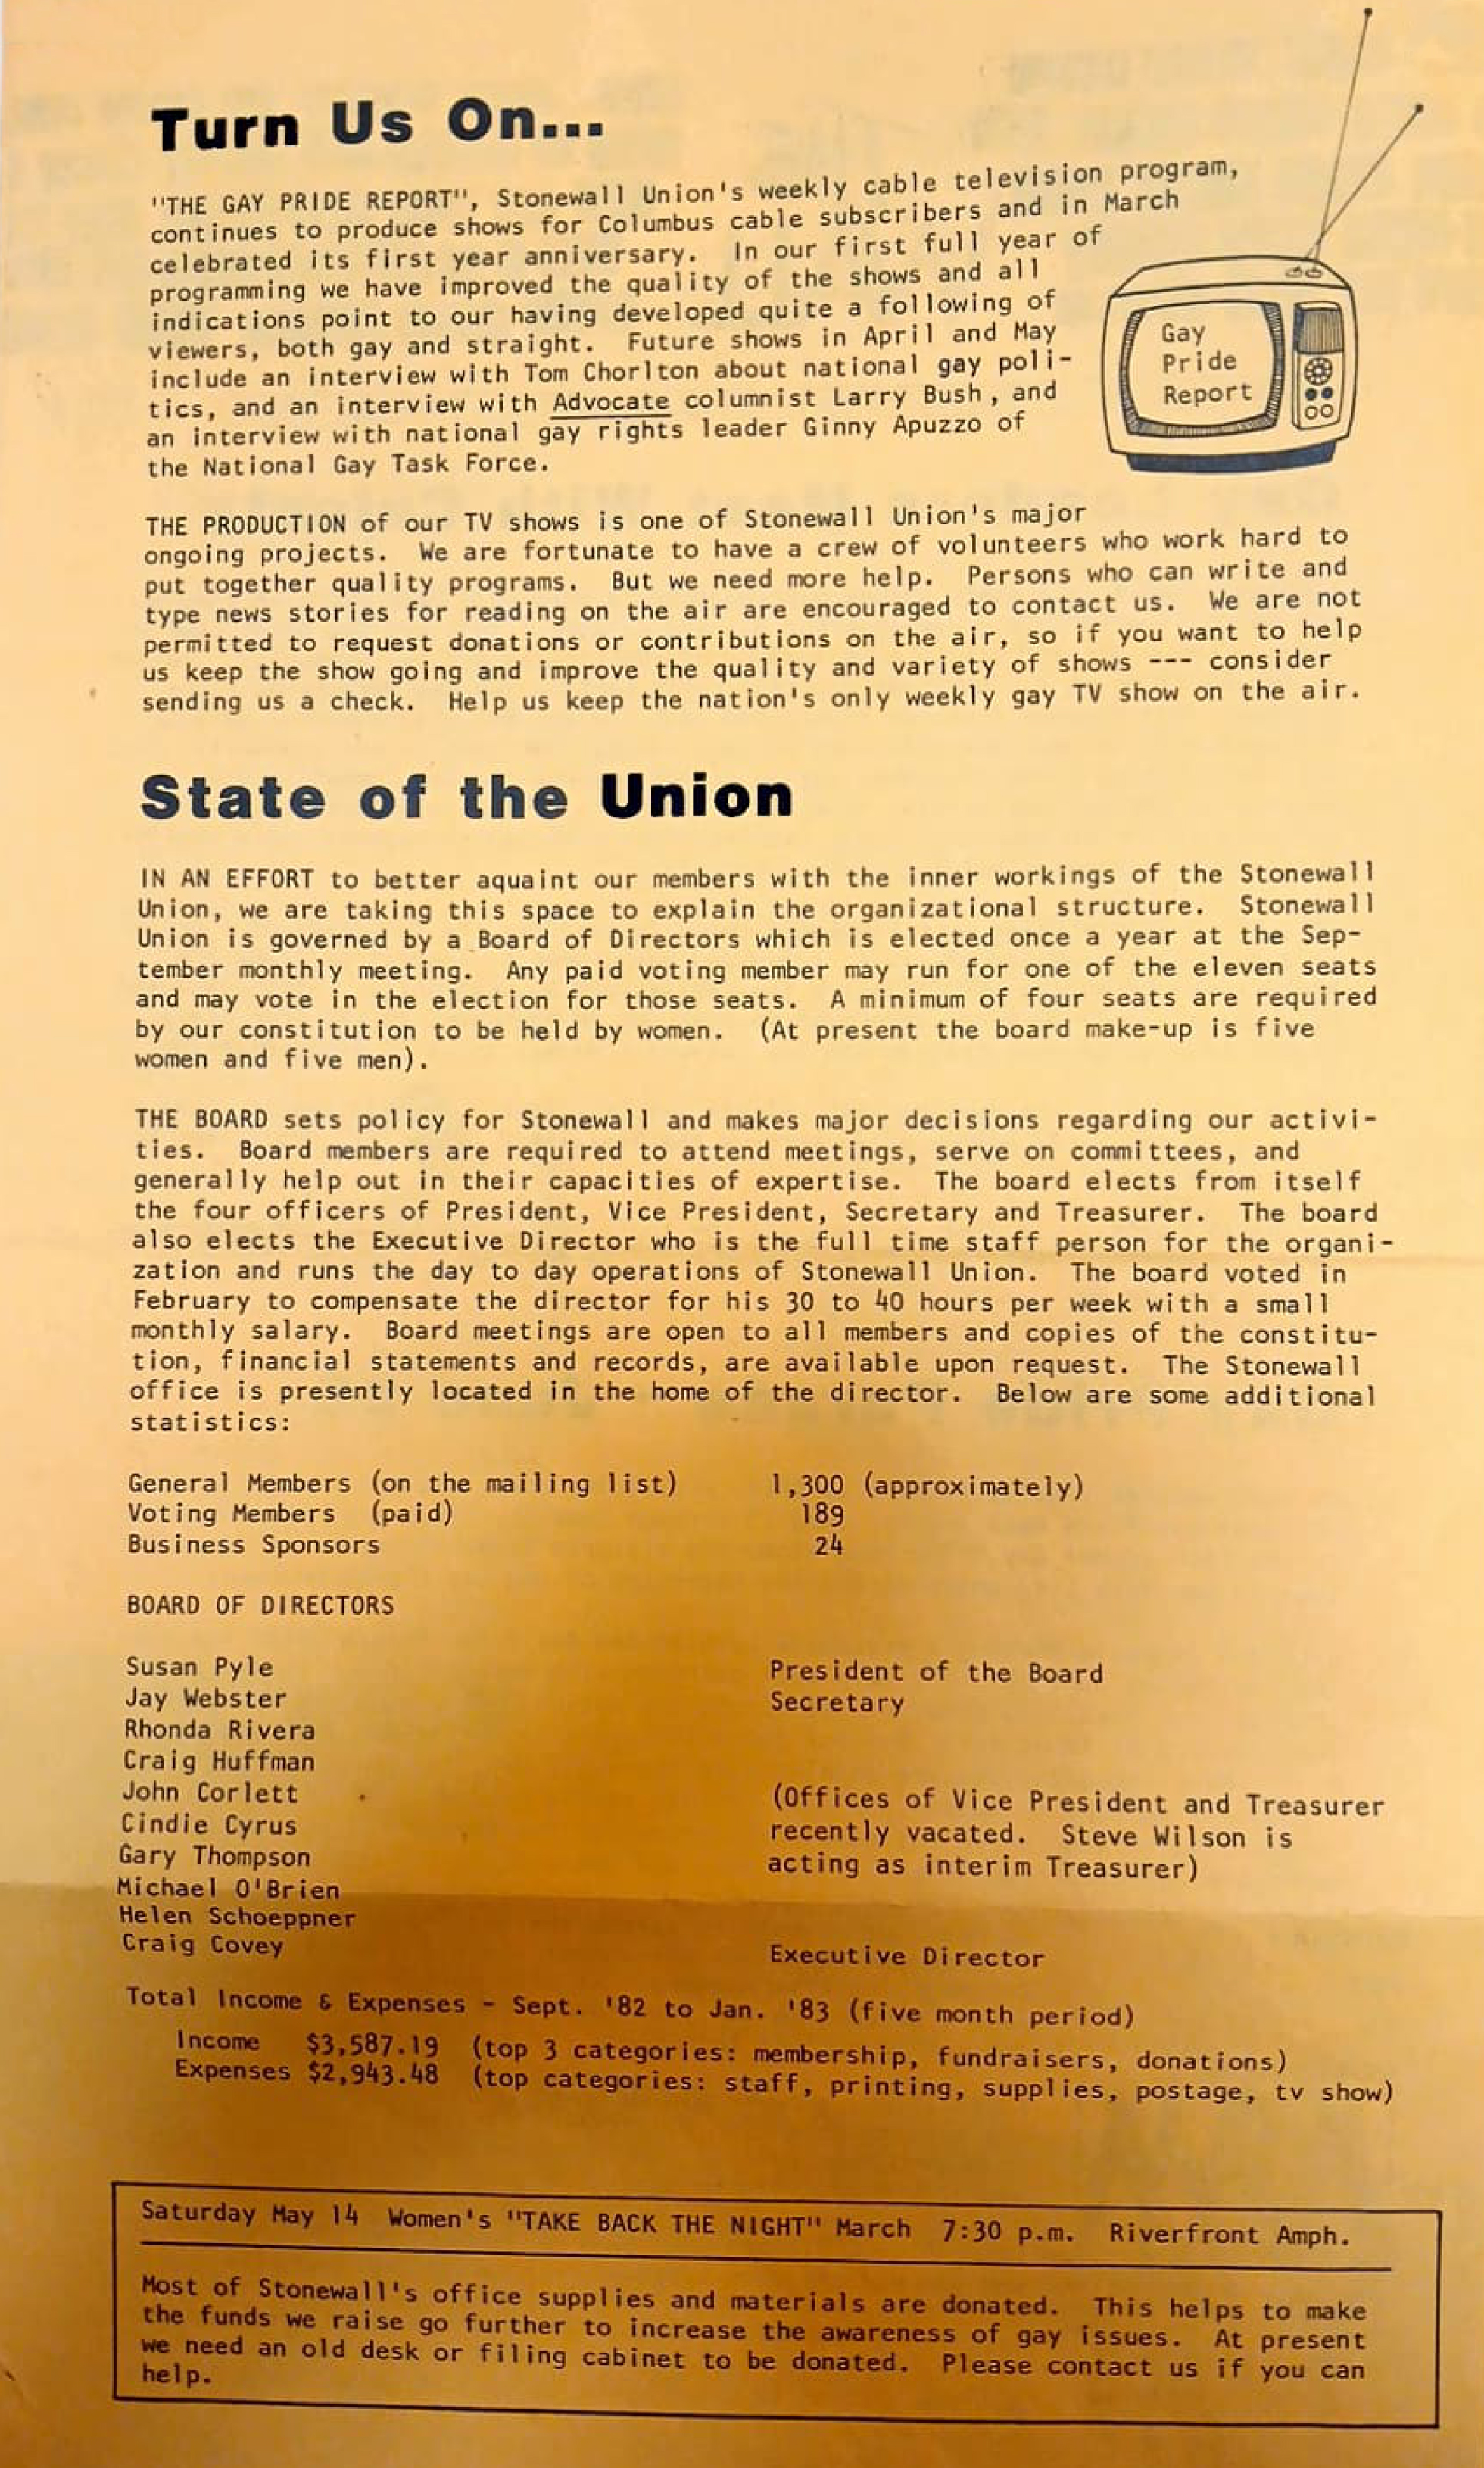 Turn Us On...
"THE GAY PRIDE REPORT", Stonewall Union's weekly cable television program,
continues to produce shows for Columbus cable subscribers and in March
celebrated its first year anniversary. In our first full year of
programming we have improved the quality of the shows and all
indications point to our having developed quite a following of
viewers, both gay and straight. Future shows in April and May
include an interview with Tom Chorlton about national gay poli-
tics, and an interview with Advocate columnist Larry Bush, and
an interview with national gay rights leader Ginny Apuzzo of
the National Gay Task Force.
Gay
Pride
Report
THE PRODUCTION of our TV shows is one of Stonewall Union's major
ongoing projects. We are fortunate to have a crew of volunteers who work hard to
put together quality programs. But we need more help. Persons who can write and
type news stories for reading on the air are encouraged to contact us. We are not
permitted to request donations or contributions on the air, so if you want to help
us keep the show going and improve the quality and variety of shows --- consider
sending us a check. Help us keep the nation's only weekly gay TV show on the air.
State of the Union
IN AN EFFORT to better aquaint our members with the inner workings of the Stonewall
Union, we are taking this space to explain the organizational structure. Stonewall
Union is governed by a Board of Directors which is elected once a year at the Sep-
tember monthly meeting. Any paid voting member may run for one of the eleven seats
and may vote in the election for those seats. A minimum of four seats are required
by our constitution to be held by women. (At present the board make-up is five
women and five men).
THE BOARD sets policy for Stonewall and makes major decisions regarding our activi-
ties. Board members are required to attend meetings, serve on committees, and
generally help out in their capacities of expertise. The board elects from itself
the four officers of President, Vice President, Secretary and Treasurer. The board
also elects the Executive Director who is the full time staff person for the organi-
zation and runs the day to day operations of Stonewall Union. The board voted in
February to compensate the director for his 30 to 40 hours per week with a small
monthly salary. Board meetings are open to all members and copies of the constitu-
tion, financial statements and records, are available upon request. The Stonewall
office is presently located in the home of the director. Below are some additional
statistics:
General Members (on the mailing list) 1,300 (approximately)
Voting Members (paid) 189
Business Sponsors 24
BOARD OF DIRECTORS
Susan Pyle President of the Board
Jay Webster Secretary
Rhonda Rivera
Craig Huffman
John Corlett (Offices of Vice President and Treasurer
Cindie Cyrus recently vacated. Steve Wilson is
Gary Thompson acting as interim Treasurer)
Michael O'Brien
Helen Schoeppner
Craig Covey Executive Director
Total Income & Expenses - Sept. '82 to Jan. '83 (five month period)
Income $3,587.19 (top 3 categories: membership, fundraisers, donations)
Expenses $2,943.48 (top categories: staff, printing, supplies, postage, tv show)
Saturday May 14 Women's "TAKE BACK THE NIGHT" March 7:30 p.m. Riverfront Amph.
Most of Stonewall's office supplies and materials are donated. This helps to make
the funds we raise go further to increase the awareness of gay issues. At present
we need an old desk or filing cabinet to be donated. Please contact us if you can
help.